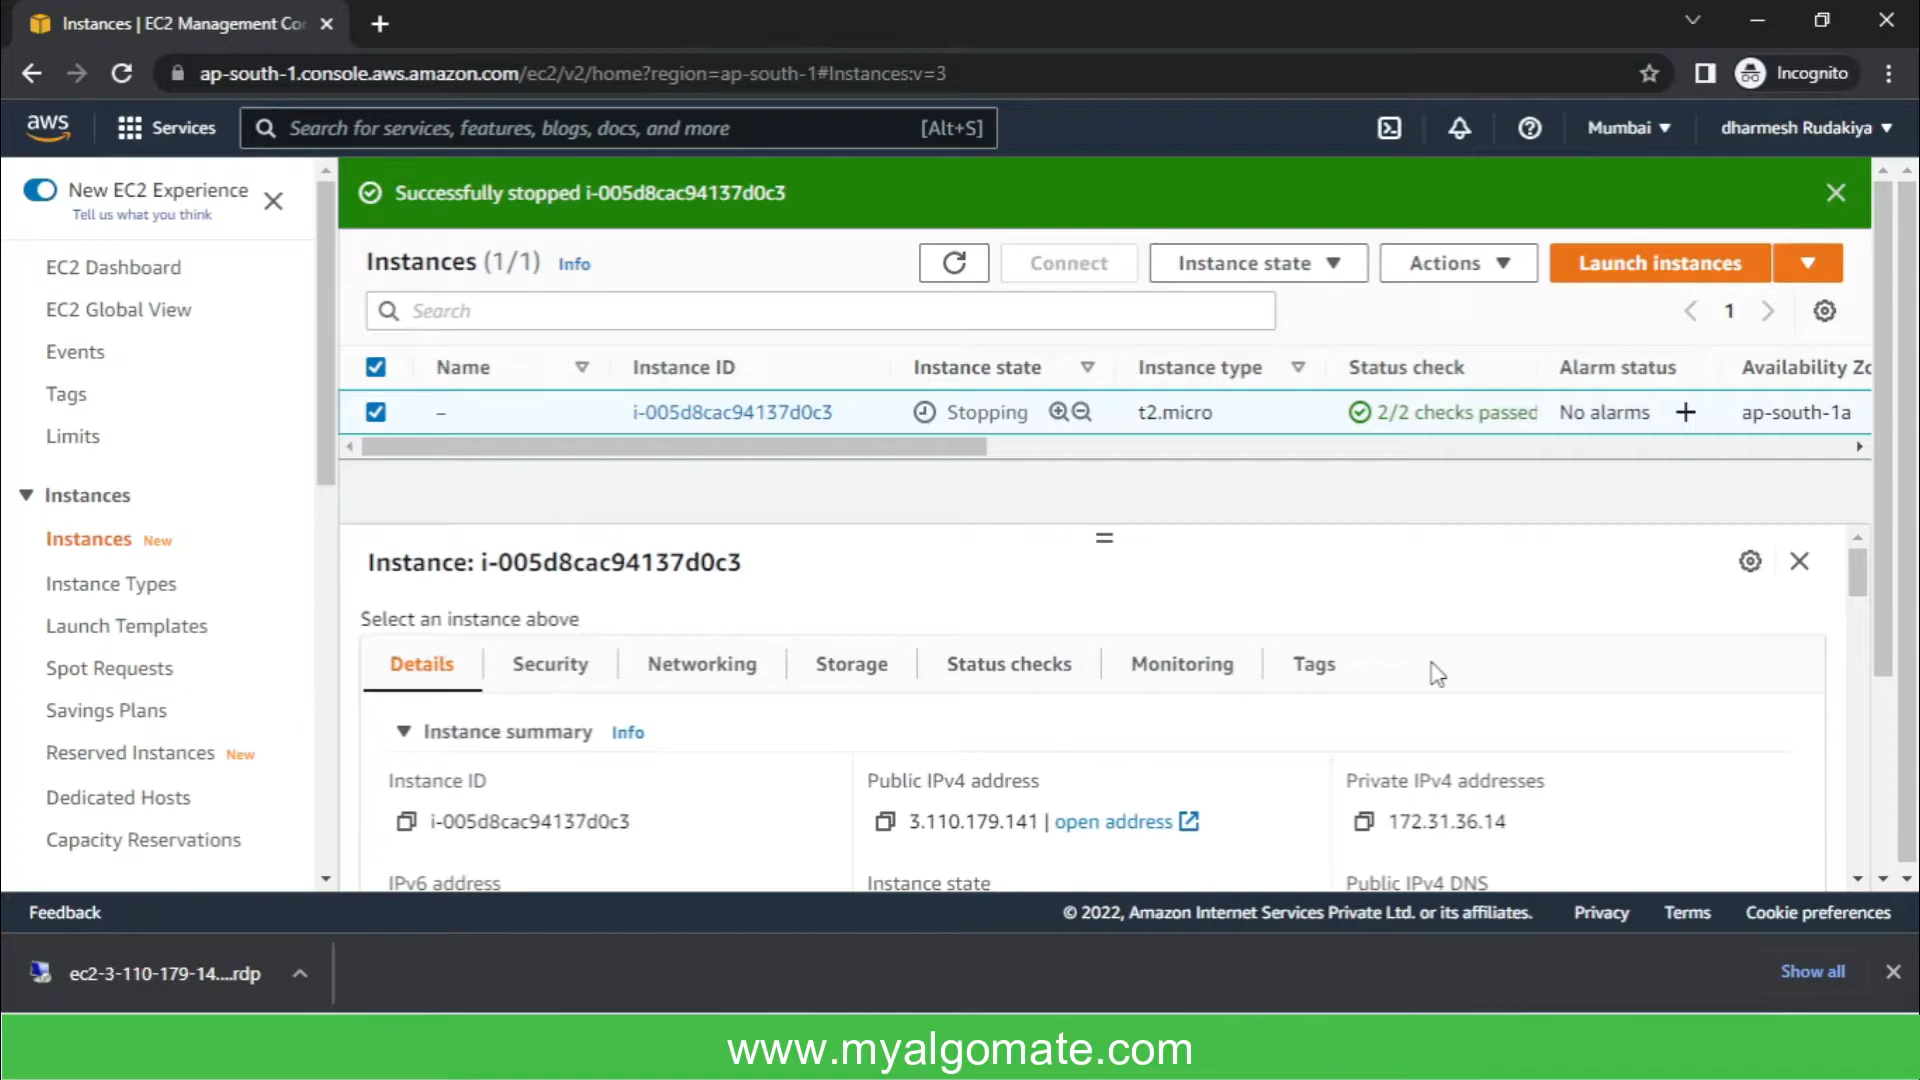 Instances | EC2 Management Co
ap-south-1.console.aws.amazon.com/ec2/v2/home?region=ap-south-1#Instances:v=3
Incognito
aws
Services
Search for services, features, blogs, docs, and more
[Alt+S]
Mumbai
dharmesh Rudakiya
New EC2 Experience
Tell us what you think
EC2 Dashboard
EC2 Global View
Events
Tags
Limits
Instances
Instances New
Instance Types
Launch Templates
Spot Requests
Savings Plans
Reserved Instances New
Dedicated Hosts
Capacity Reservations
Successfully stopped i-005d8cac94137d0c3
Instances (1/1) Info
Connect
Instance state
Actions
Launch instances
Search
1
Name Instance ID Instance state Instance type Status check Alarm status Availability Zo
– i-005d8cac94137d0c3 Stopping t2.micro 2/2 checks passed No alarms + ap-south-1a
Instance: i-005d8cac94137d0c3
Select an instance above
Details Security Networking Storage Status checks Monitoring Tags
Instance summary Info
Instance ID
i-005d8cac94137d0c3
Public IPv4 address
3.110.179.141 | open address
Private IPv4 addresses
172.31.36.14
IPv6 address
Instance state
Public IPv4 DNS
Feedback
© 2022, Amazon Internet Services Private Ltd. or its affiliates.
Privacy
Terms
Cookie preferences
ec2-3-110-179-14....rdp
Show all
www.myalgomate.com